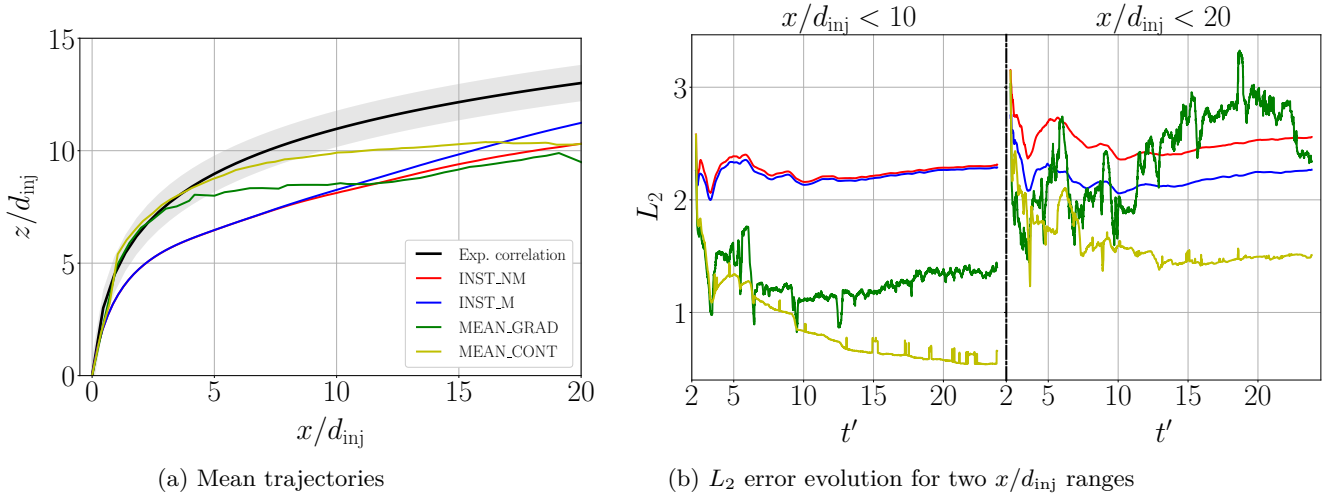 x/d_inj < 10
x/d_inj < 20
15
10
5
0
z/d_inj
Exp. correlation
INST_NM
INST_M
MEAN_GRAD
MEAN_CONT
0
5
10
15
20
x/d_inj
3
2
1
L_2
2
5
10
15
20
2
5
10
15
20
t′
t′
(a) Mean trajectories
(b) L_2 error evolution for two x/d_inj ranges